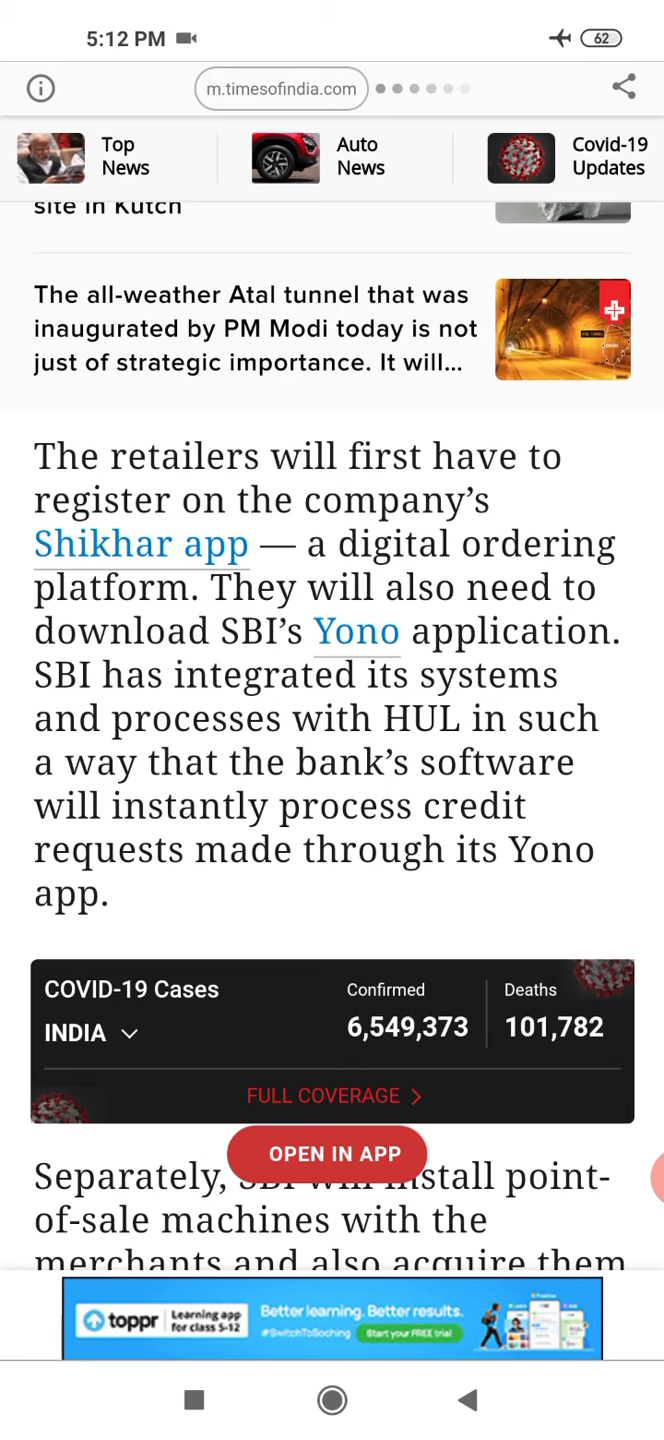 5:12 PM
62
m.timesofindia.com
Top
News
Auto
News
Covid-19
Updates
site in Kutch
The all-weather Atal tunnel that was
inaugurated by PM Modi today is not
just of strategic importance. It will...
The retailers will first have to
register on the company’s
Shikhar app — a digital ordering
platform. They will also need to
download SBI’s Yono application.
SBI has integrated its systems
and processes with HUL in such
a way that the bank’s software
will instantly process credit
requests made through its Yono
app.
COVID-19 Cases
INDIA
Confirmed
6,549,373
Deaths
101,782
FULL COVERAGE
OPEN IN APP
Separately, SBI will install point-
of-sale machines with the
merchants and also acquire them
toppr
Learning app
for class 5-12
Better learning. Better results.
#SwitchToSoching
Start your FREE trial